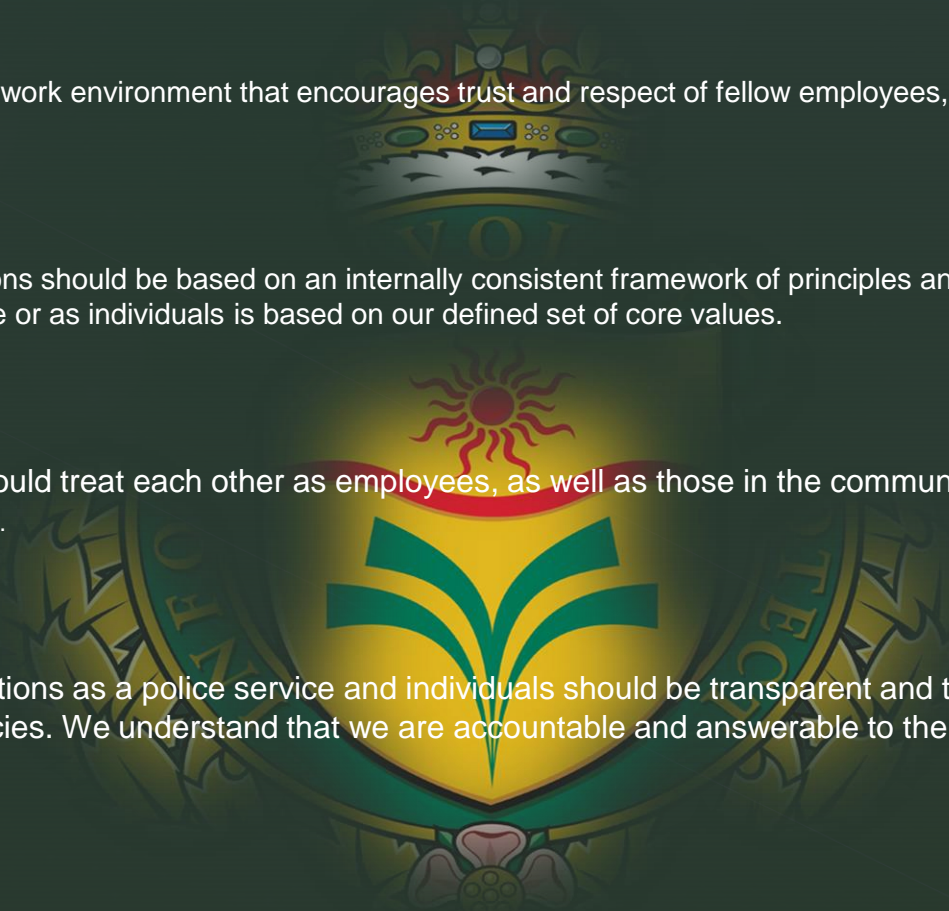 work environment that encourages trust and respect of fellow employees,
VOI
ons should be based on an internally consistent framework of principles an
e or as individuals is based on our defined set of core values.
ould treat each other as employees, as well as those in the commun
.
INFO
TECT
tions as a police service and individuals should be transparent and t
cies. We understand that we are accountable and answerable to the